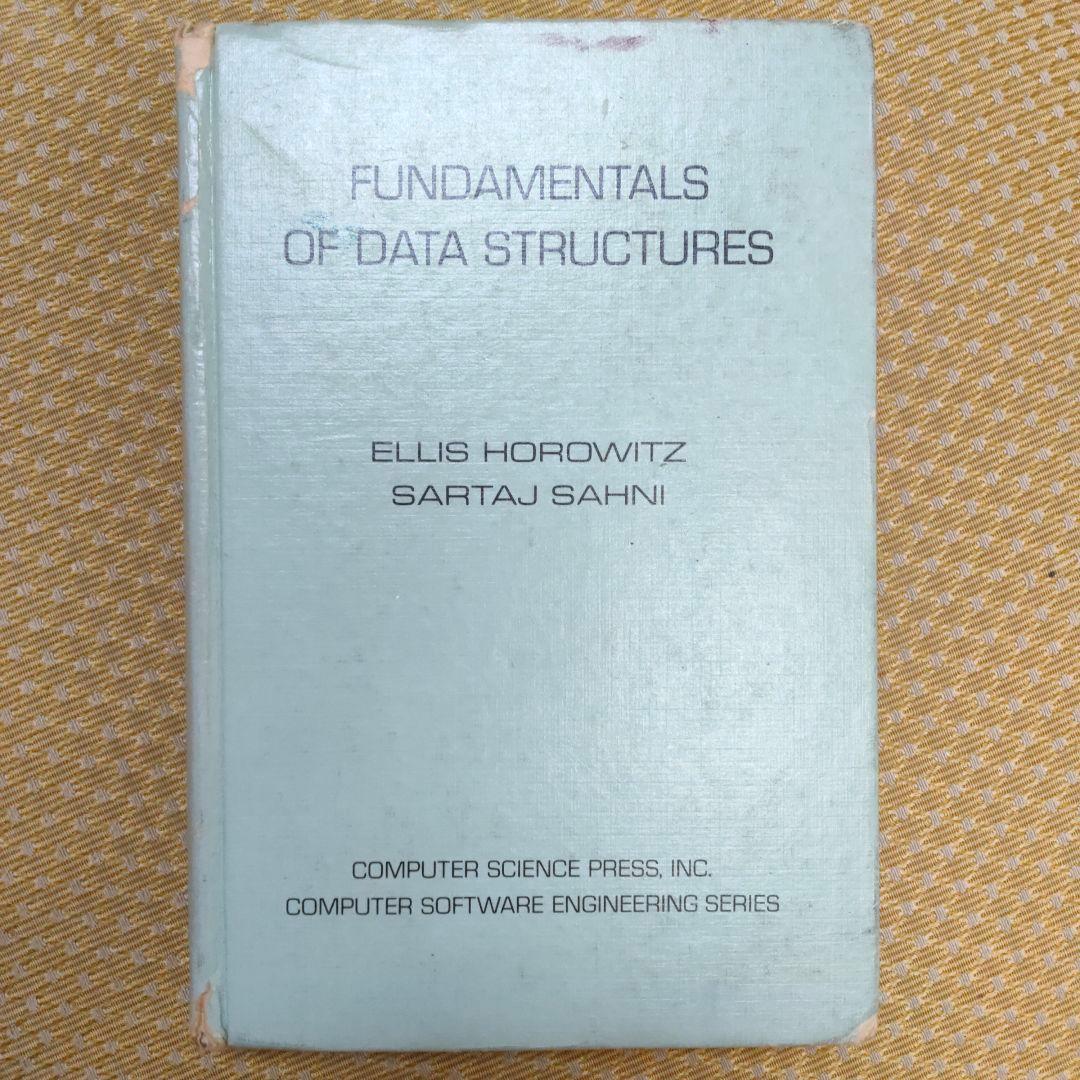 FUNDAMENTALS
OF DATA STRUCTURES
ELLIS HOROWITZ
SARTAJ SAHNI
COMPUTER SCIENCE PRESS, INC.
COMPUTER SOFTWARE ENGINEERING SERIES